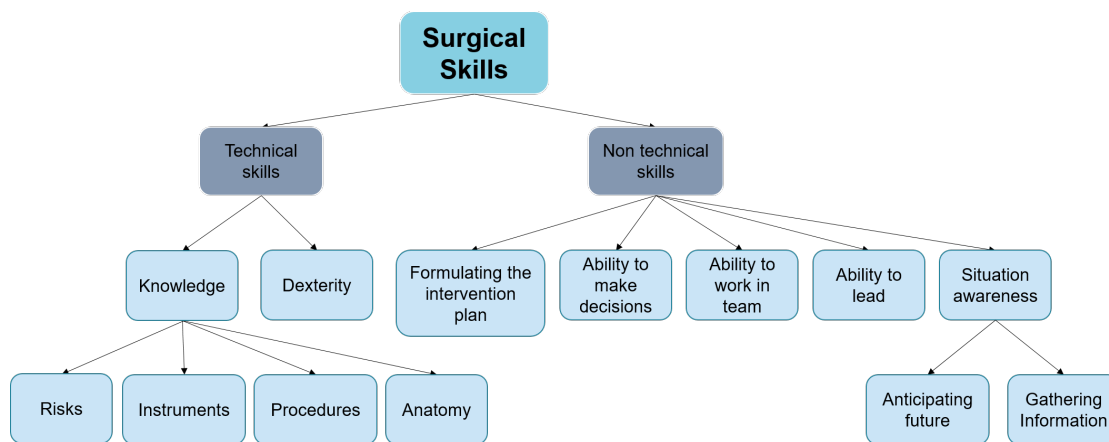 Surgical
Skills
Technical
skills
Non technical
skills
Knowledge
Dexterity
Formulating the
intervention
plan
Ability to
make
decisions
Ability to
work in
team
Ability to
lead
Situation
awareness
Risks
Instruments
Procedures
Anatomy
Anticipating
future
Gathering
Information